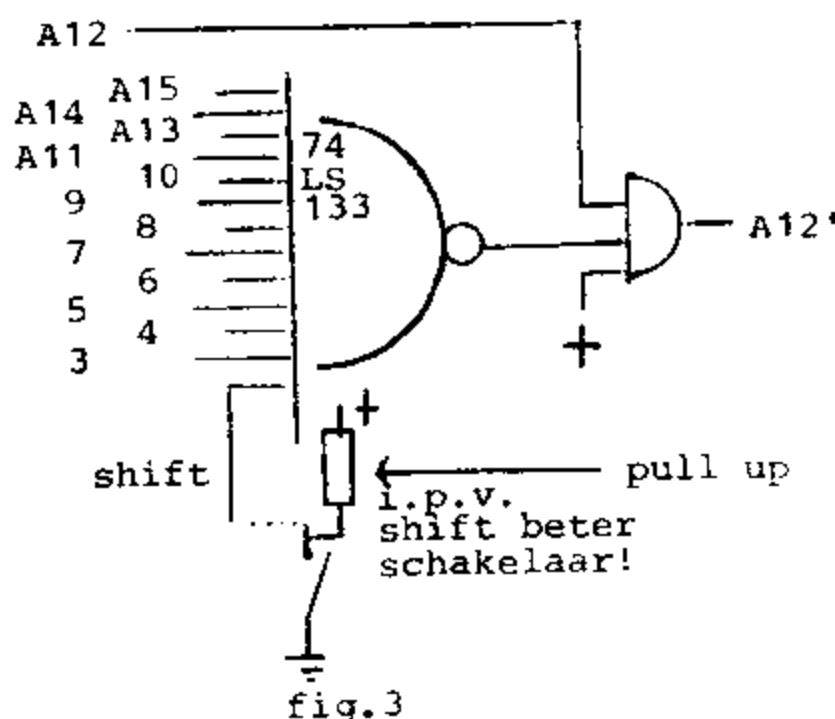 A12
A15
A14
A13
A11
10
9
8
7
6
5
4
3
74
LS
133
A12'
+
+
shift
pull up
i.p.v.
shift beter
schakelaar!
fig.3